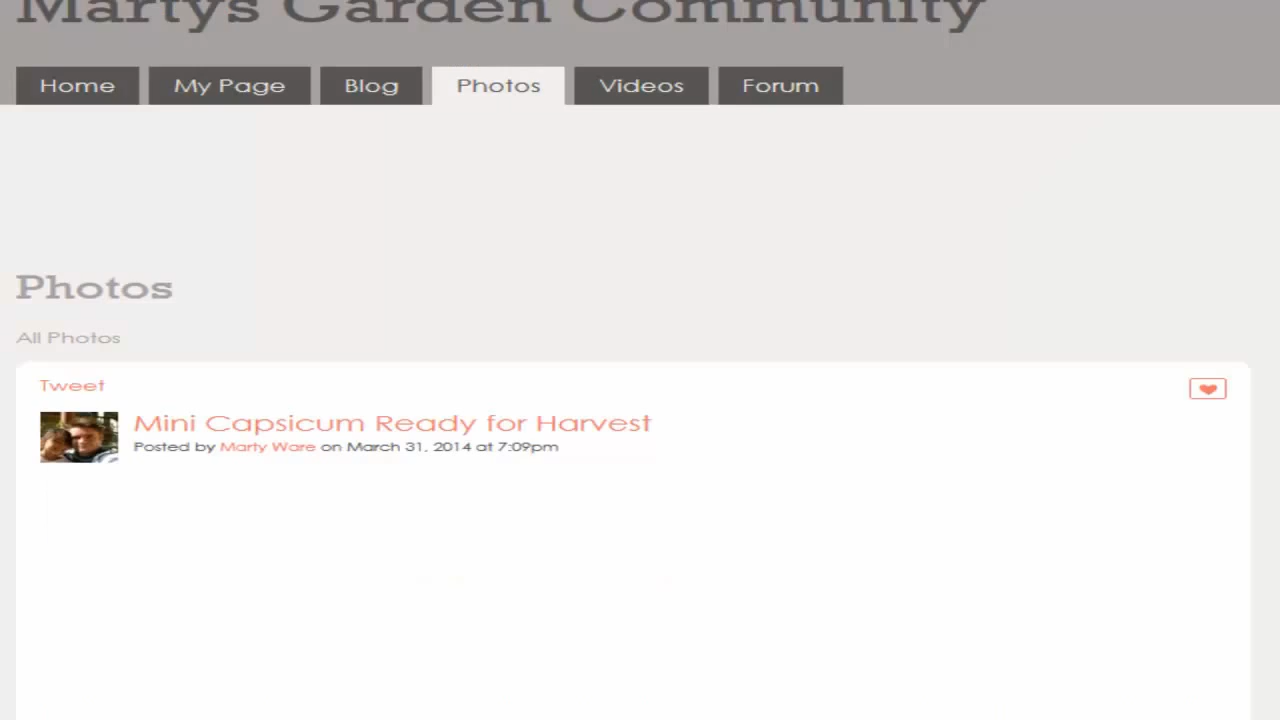 Martys Garden Community
Home My Page Blog Photos Videos Forum
Photos
All Photos
Tweet
Mini Capsicum Ready for Harvest
Posted by Marty Ware on March 31, 2014 at 7:09pm